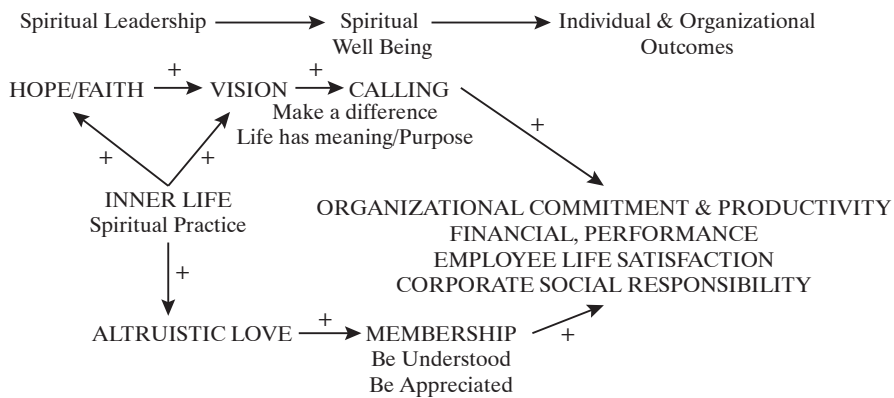 Spiritual Leadership
Spiritual
Well Being
Individual & Organizational
Outcomes
+
+
HOPE/FAITH
VISION
CALLING
Make a difference
Life has meaning/Purpose
+
+
+
INNER LIFE
Spiritual Practice
ORGANIZATIONAL COMMITMENT & PRODUCTIVITY
FINANCIAL, PERFORMANCE
EMPLOYEE LIFE SATISFACTION
CORPORATE SOCIAL RESPONSIBILITY
+
+
+
ALTRUISTIC LOVE
MEMBERSHIP
Be Understood
Be Appreciated